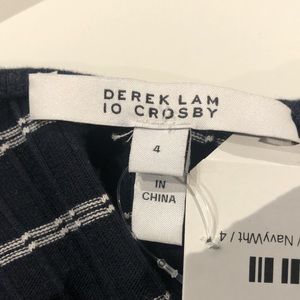 DEREK LAM
10 CROSBY
4
IN
CHINA
/ NavyWht / 4